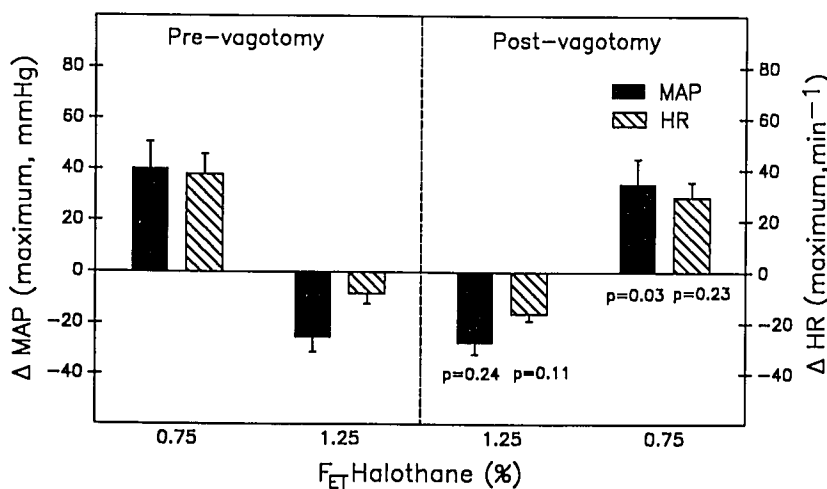 Pre-vagotomy
Post-vagotomy
MAP
HR
Δ MAP (maximum, mmHg)
80
60
40
20
0
-20
-40
Δ HR (maximum,min−1)
80
60
40
20
0
-20
-40
p=0.24
p=0.11
p=0.03
p=0.23
0.75
1.25
1.25
0.75
FET Halothane (%)